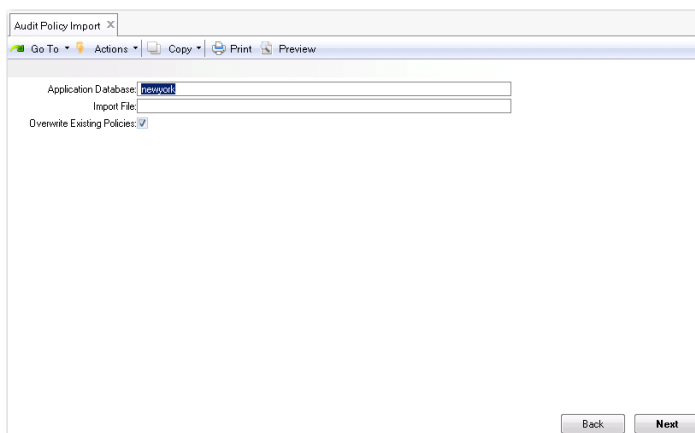 Audit Policy Import X
Go To Actions Copy Print Preview
Application Database: newyork
Import File:
Overwrite Existing Policies:
Back Next